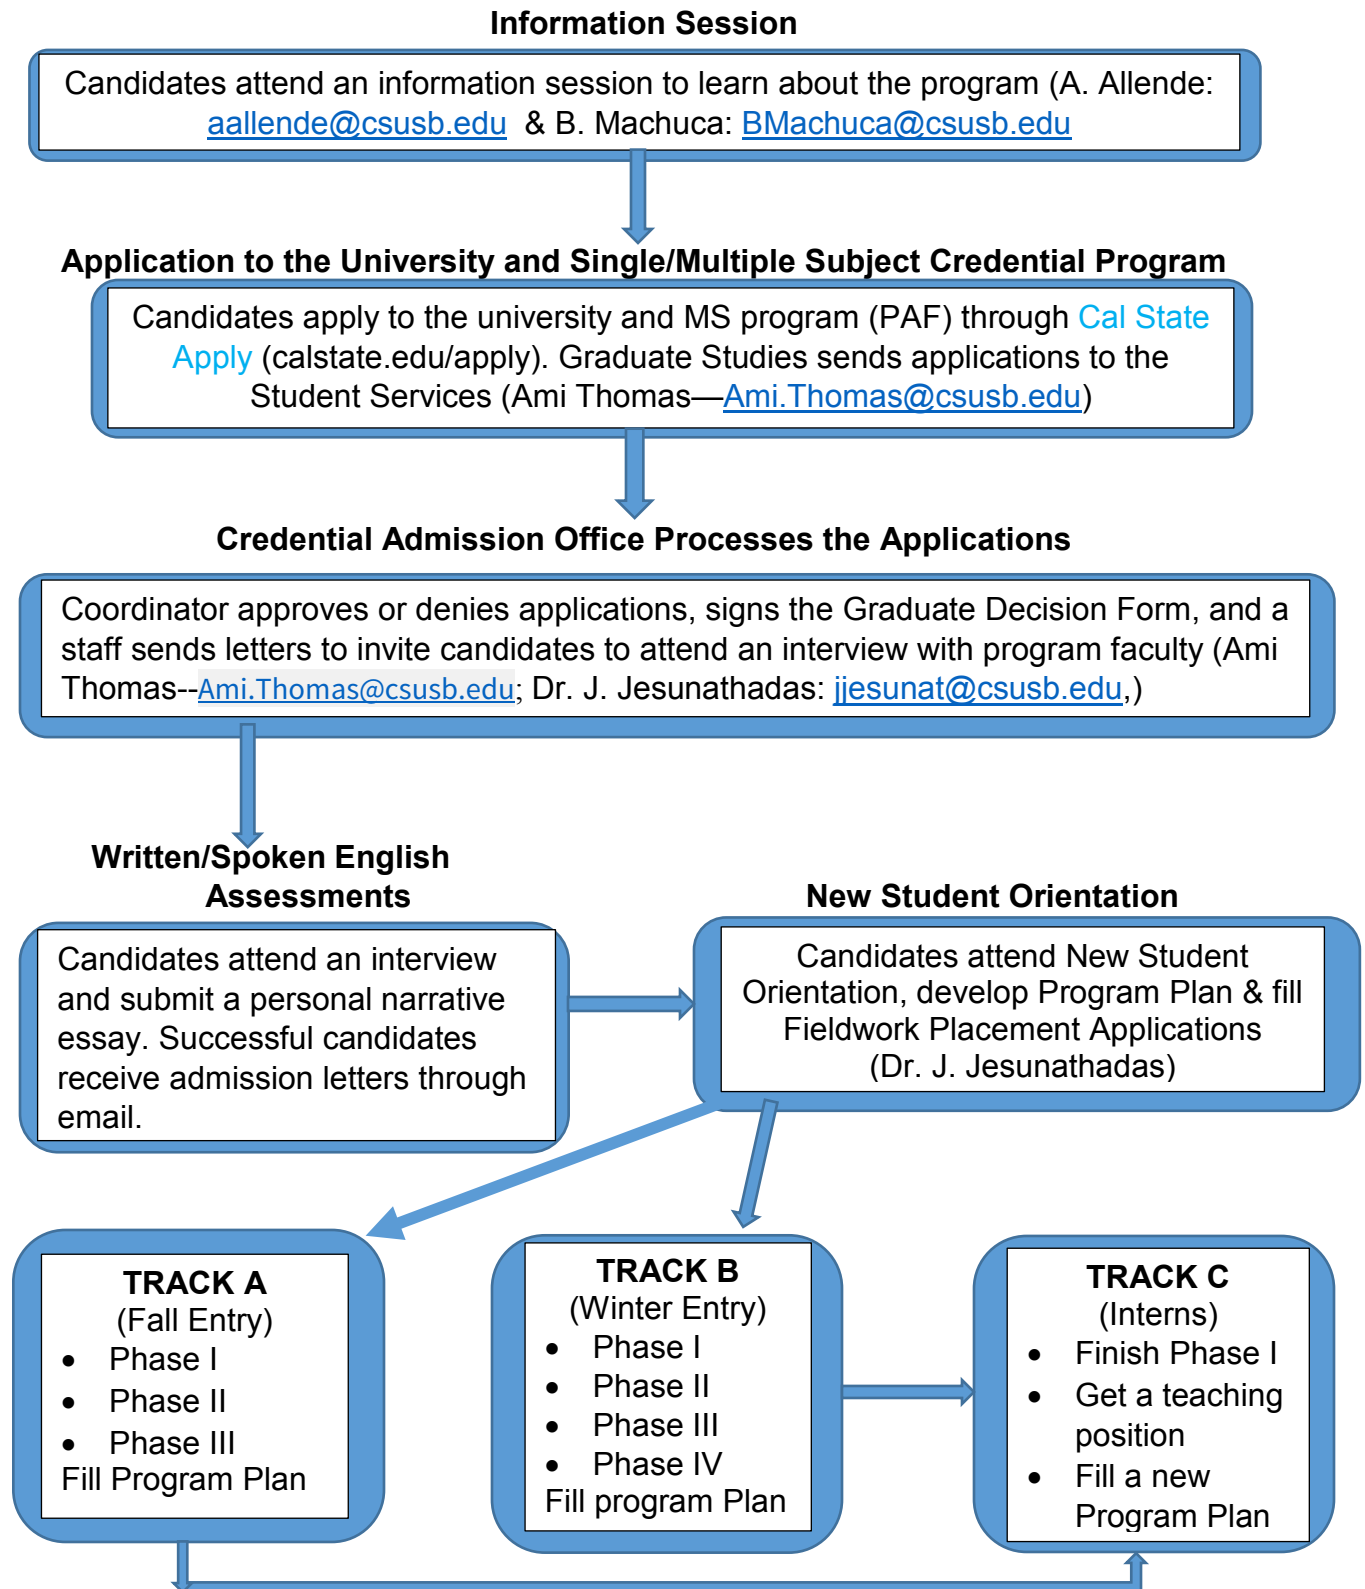 Information Session
Candidates attend an information session to learn about the program (A. Allende:
aallende@csusb.edu & B. Machuca: BMachuca@csusb.edu
Application to the University and Single/Multiple Subject Credential Program
Candidates apply to the university and MS program (PAF) through Cal State
Apply (calstate.edu/apply). Graduate Studies sends applications to the
Student Services (Ami Thomas—Ami.Thomas@csusb.edu)
Credential Admission Office Processes the Applications
Coordinator approves or denies applications, signs the Graduate Decision Form, and a
staff sends letters to invite candidates to attend an interview with program faculty (Ami
Thomas--Ami.Thomas@csusb.edu; Dr. J. Jesunathadas: jjesunat@csusb.edu,)
Written/Spoken English
Assessments
Candidates attend an interview
and submit a personal narrative
essay. Successful candidates
receive admission letters through
email.
New Student Orientation
Candidates attend New Student
Orientation, develop Program Plan & fill
Fieldwork Placement Applications
(Dr. J. Jesunathadas)
TRACK A
(Fall Entry)
• Phase I
• Phase II
• Phase III
Fill Program Plan
TRACK B
(Winter Entry)
• Phase I
• Phase II
• Phase III
• Phase IV
Fill program Plan
TRACK C
(Interns)
• Finish Phase I
• Get a teaching
position
• Fill a new
Program Plan